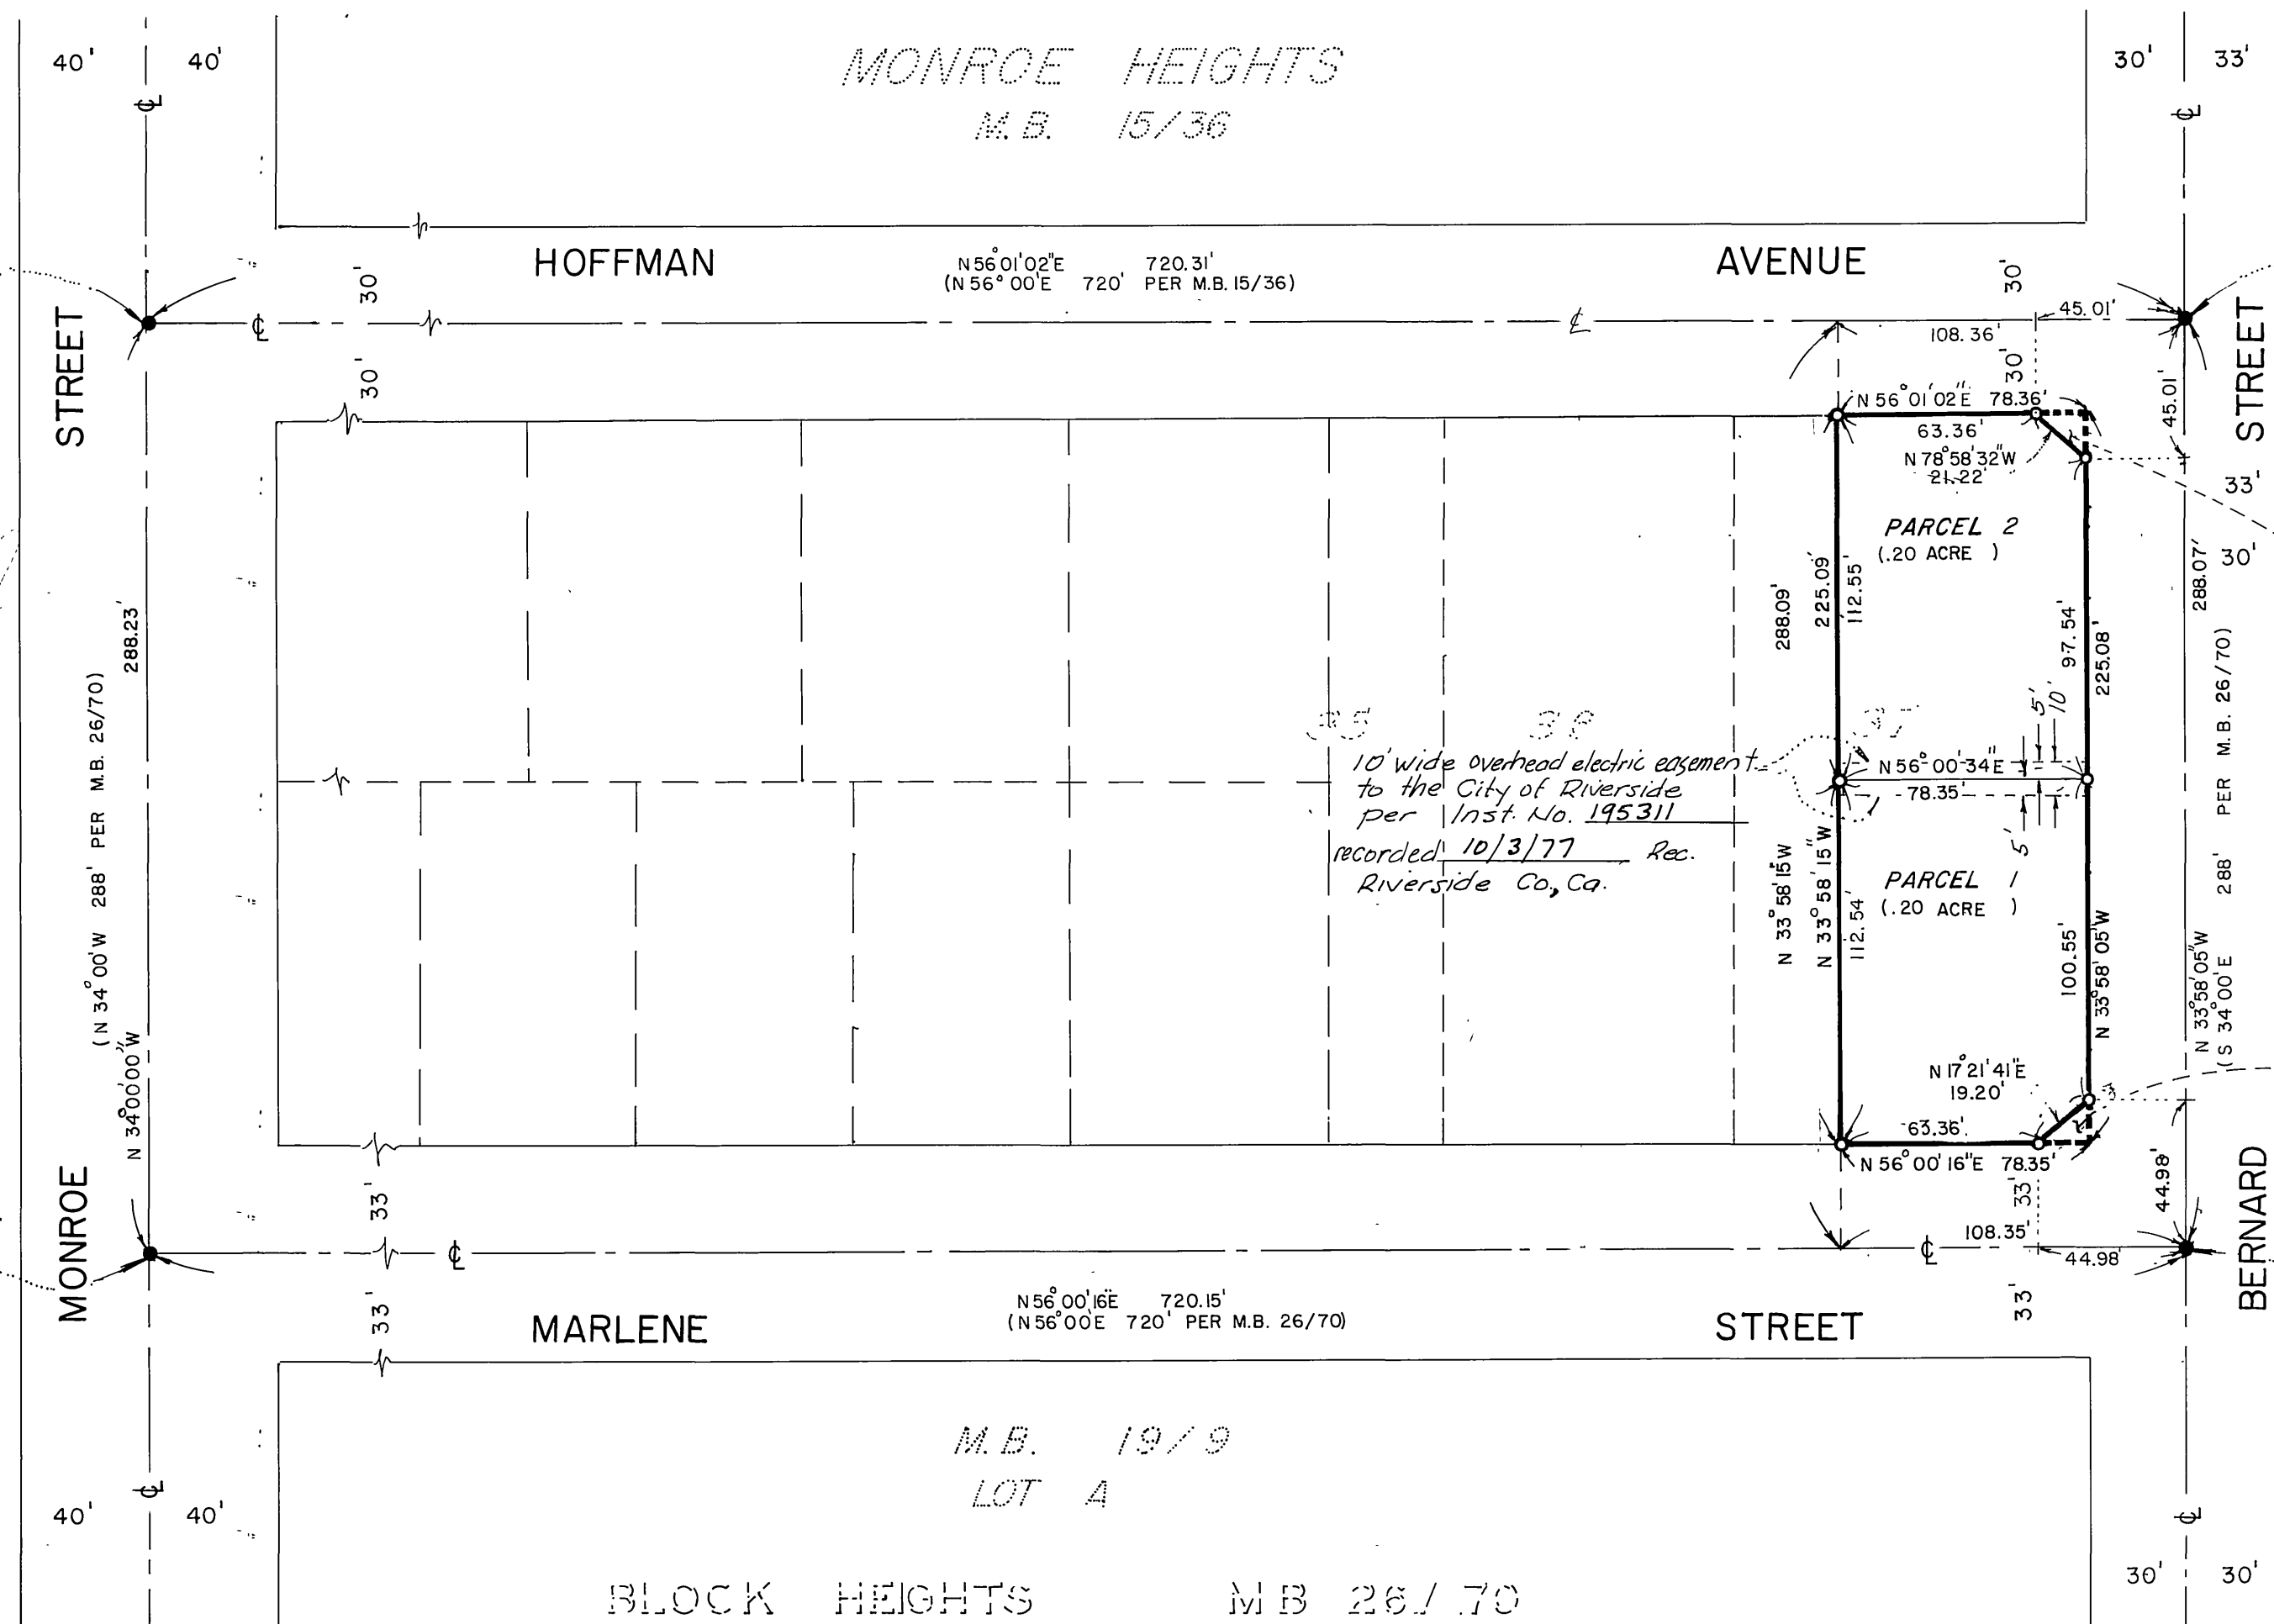 40' 40'
MONROE HEIGHTS
M.B. 15/36
30' 33'
℄
℄
HOFFMAN
AVENUE
N56°01'02"E 720.31'
(N56°00'E 720' PER M.B. 15/36)
30'
30'
℄
℄
30'
30'
45.01'
108.36'
STREET
STREET
45.01'
N 56°01'02"E 78.36'
63.36'
N78°58'32"W
21.22'
33'
30'
PARCEL 2
(.20 ACRE )
288.09'
225.09'
112.55'
97.54'
225.08'
288.07'
288.23'
(N 34°00'W 288' PER M.B. 26/70)
N 34°00'00"W
35
37
10' wide overhead electric easement
to the City of Riverside
per Inst. No. 195311
recorded 10/3/77 Rec.
Riverside Co., Ca.
N 56°00'34"E
78.35'
5'
10'
5'
PARCEL 1
(.20 ACRE )
N 33°58'15"W
N 33°58'15"W
112.54'
100.55'
N 33°58'05"W
N 33°58'05"W
(S 34°00'E 288' PER M.B. 26/70)
N17°21'41"E
19.20'
63.36'
N 56°00'16"E 78.35'
33'
33'
108.35'
44.98'
44.98'
℄
℄
MONROE
BERNARD
33'
33'
N56°00'16"E 720.15'
(N56°00'E 720' PER M.B. 26/70)
MARLENE
STREET
M.B. 19/9
LOT A
℄
℄
40' 40'
30' 30'
BLOCK HEIGHTS MB 26/70